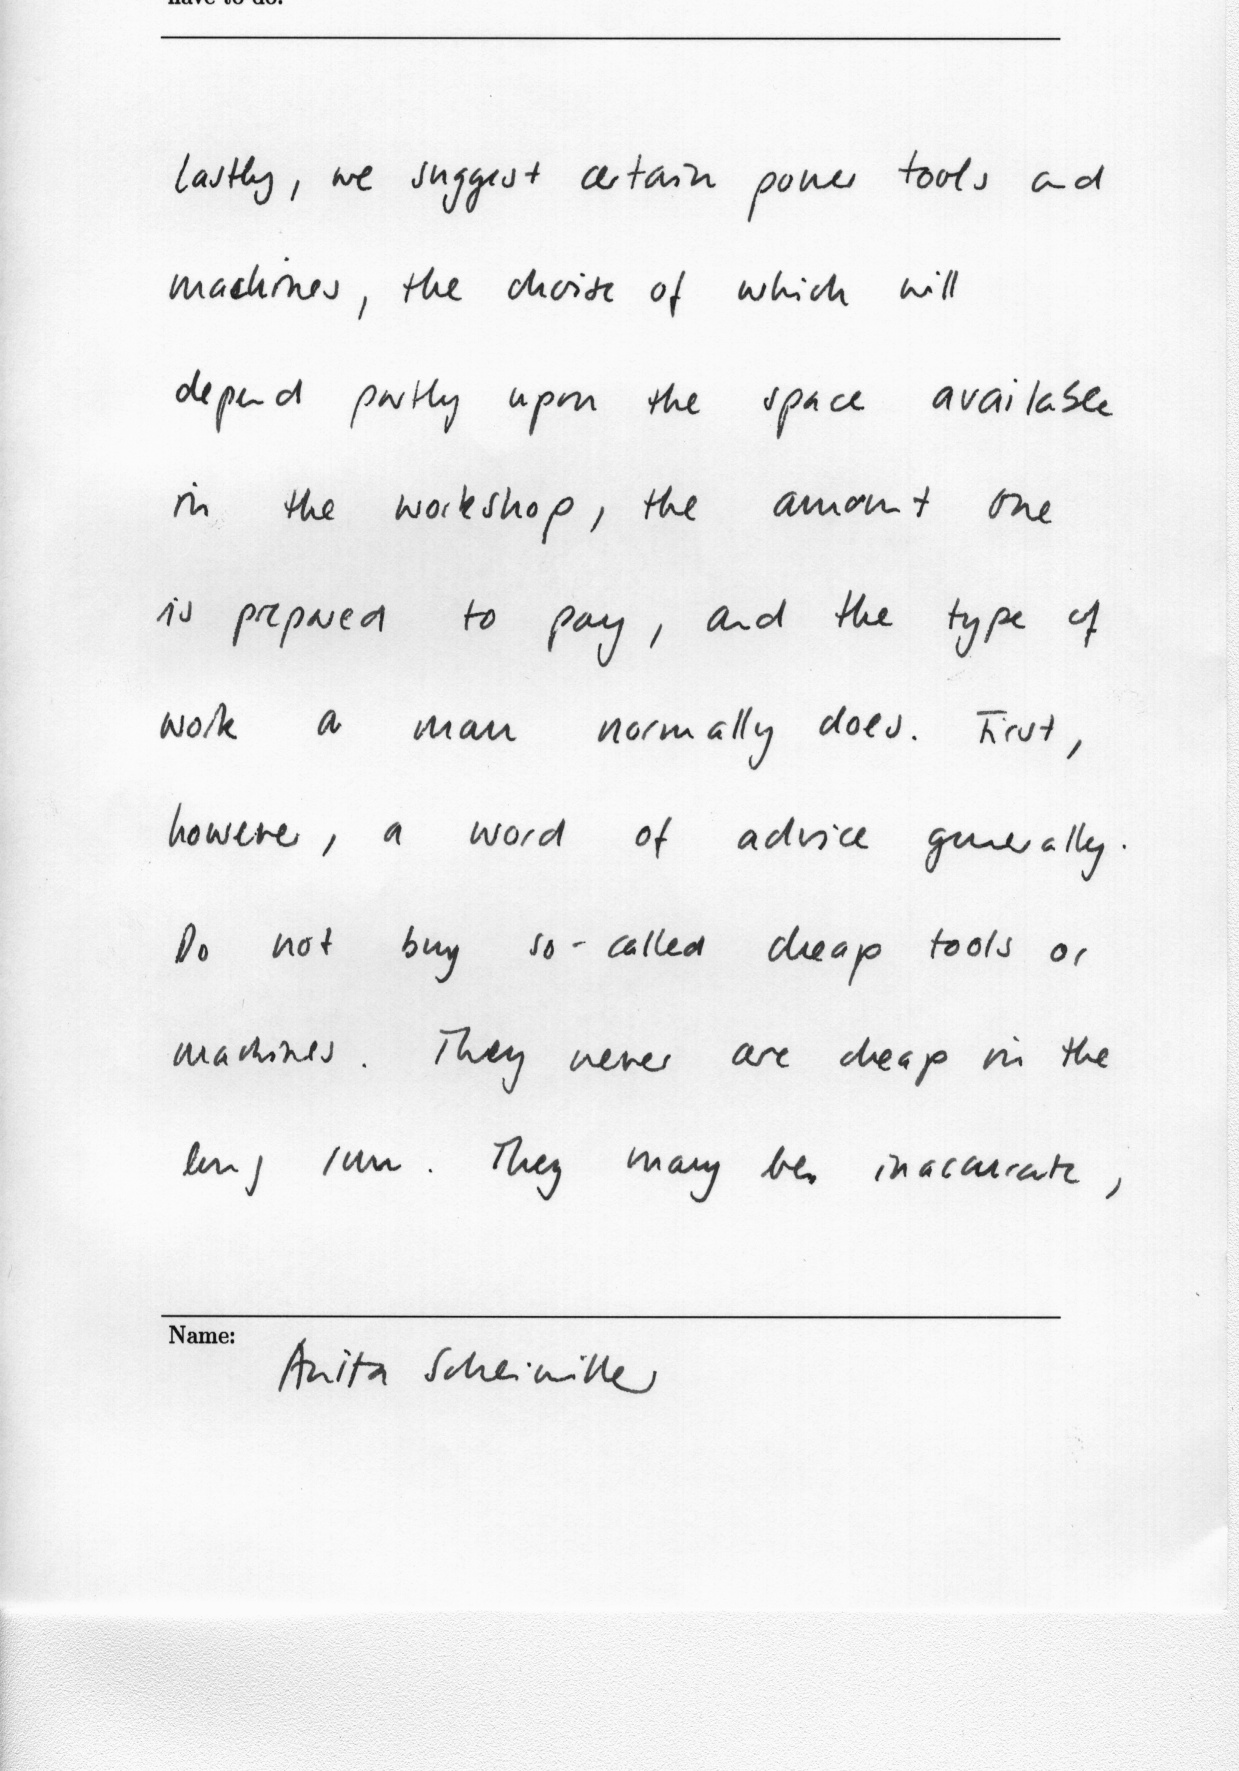 have to do.
Lastly, we suggest certain power tools and
machines, the choise of which will
depend partly upon the space available
in the workshop, the amount one
is prepared to pay, and the type of
work a man normally does. First,
however, a word of advice generally.
Do not buy so-called cheap tools or
machines. They never are cheap in the
long run. They may be inaccurate,
Name:
Anita